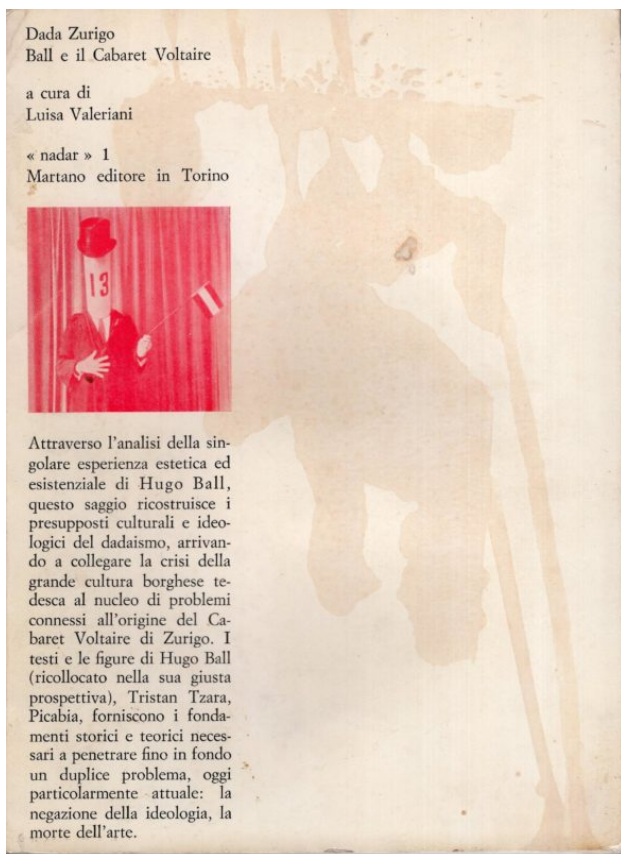 Dada Zurigo
Ball e il Cabaret Voltaire
a cura di
Luisa Valeriani
« nadar » 1
Martano editore in Torino
13
Attraverso l'analisi della sin-
golare esperienza estetica ed
esistenziale di Hugo Ball,
questo saggio ricostruisce i
presupposti culturali e ideo-
logici del dadaismo, arrivan-
do a collegare la crisi della
grande cultura borghese te-
desca al nucleo di problemi
connessi all'origine del Ca-
baret Voltaire di Zurigo. I
testi e le figure di Hugo Ball
(ricollocato nella sua giusta
prospettiva), Tristan Tzara,
Picabia, forniscono i fonda-
menti storici e teorici neces-
sari a penetrare fino in fondo
un duplice problema, oggi
particolarmente attuale: la
negazione della ideologia, la
morte dell'arte.